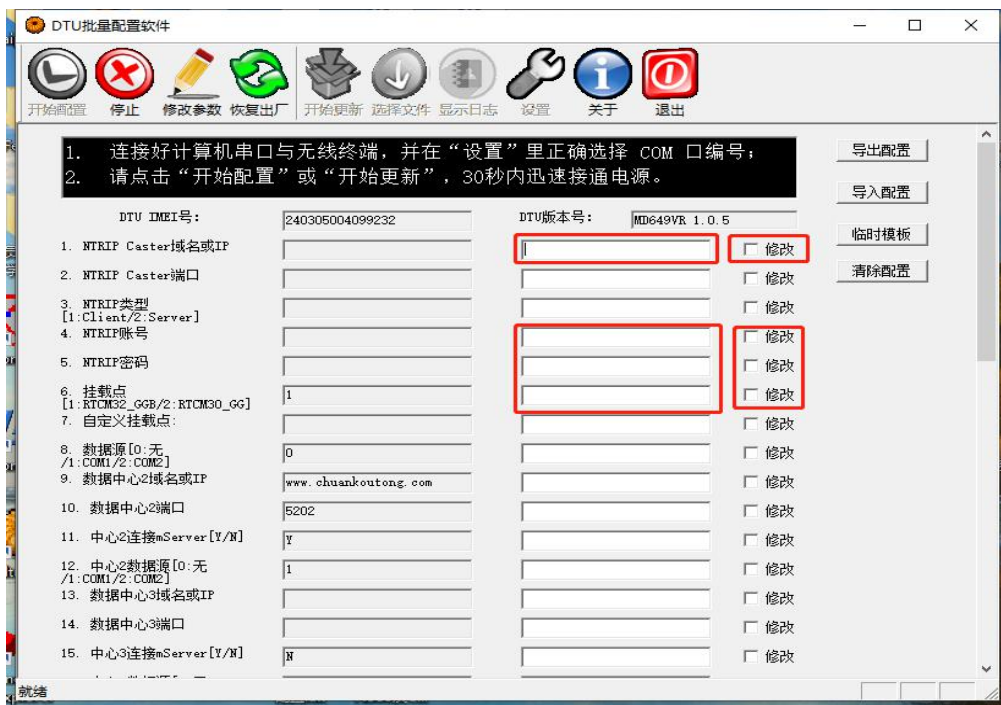 DTU批量配置软件
开始配置 停止 修改参数 恢复出厂 开始更新 选择文件 显示日志 设置 关于 退出
1. 连接好计算机串口与无线终端，并在“设置”里正确选择 COM 口编号；
2. 请点击“开始配置”或“开始更新”，30秒内迅速接通电源。
导出配置
导入配置
临时模板
清除配置
DTU IMEI号： 240305004099232 DTU版本号： MD649VR 1.0.5
1. NTRIP Caster域名或IP 修改
2. NTRIP Caster端口 修改
3. NTRIP类型
[1:Client/2:Server] 修改
4. NTRIP账号 修改
5. NTRIP密码 修改
6. 挂载点
[1:RTCM32_GGB/2:RTCM30_GG] 1 修改
7. 自定义挂载点: 修改
8. 数据源[0:无
/1:COM1/2:COM2] 0 修改
9. 数据中心2域名或IP www.chuankoutong.com 修改
10. 数据中心2端口 5202 修改
11. 中心2连接mServer[Y/N] Y 修改
12. 中心2数据源[0:无
/1:COM1/2:COM2] 1 修改
13. 数据中心3域名或IP 修改
14. 数据中心3端口 修改
15. 中心3连接mServer[Y/N] N 修改
就绪